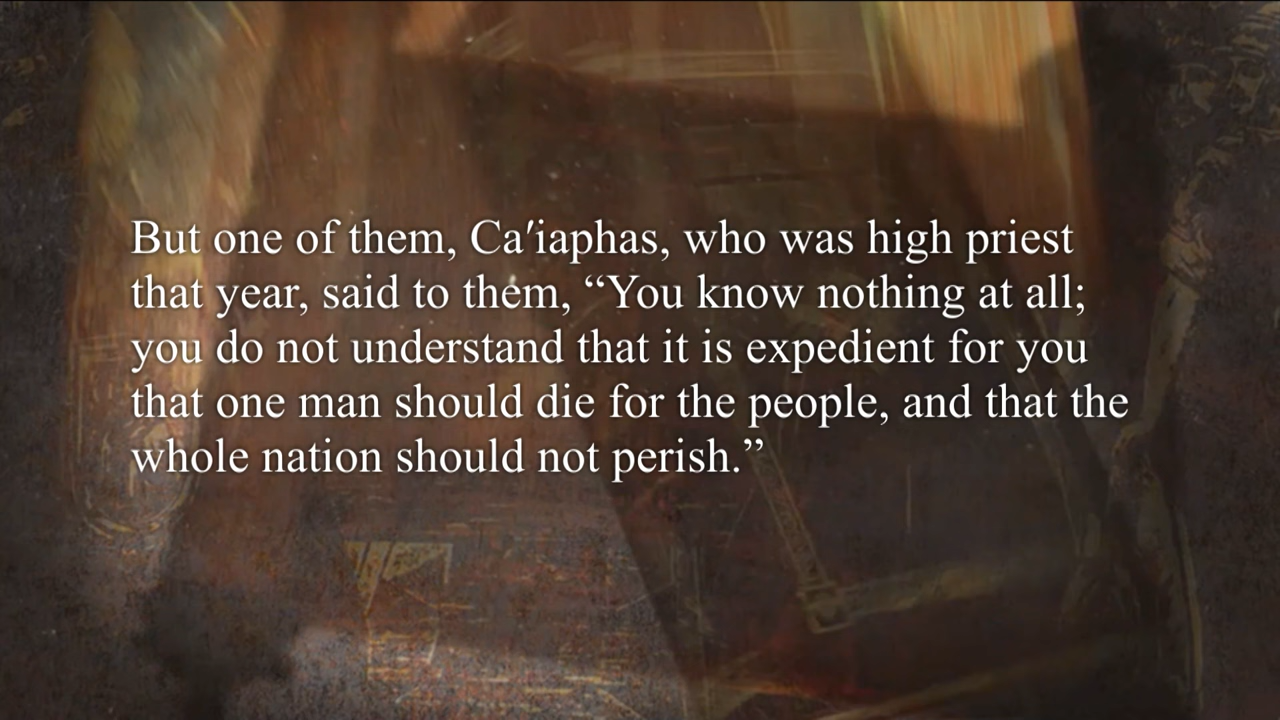 But one of them, Ca′iaphas, who was high priest
that year, said to them, “You know nothing at all;
you do not understand that it is expedient for you
that one man should die for the people, and that the
whole nation should not perish.”